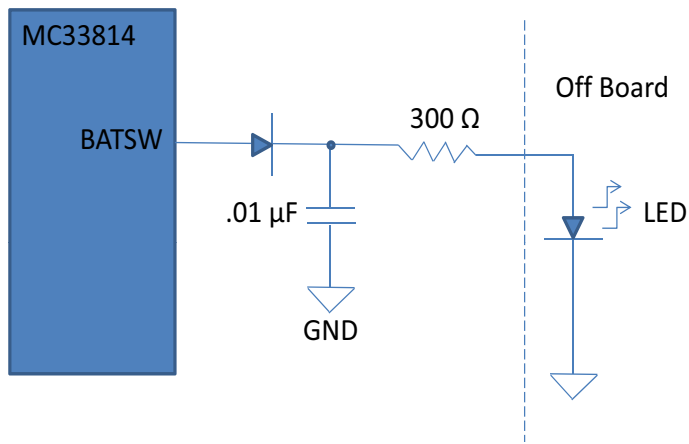 MC33814
BATSW
300 Ω
Off Board
.01 µF
LED
GND